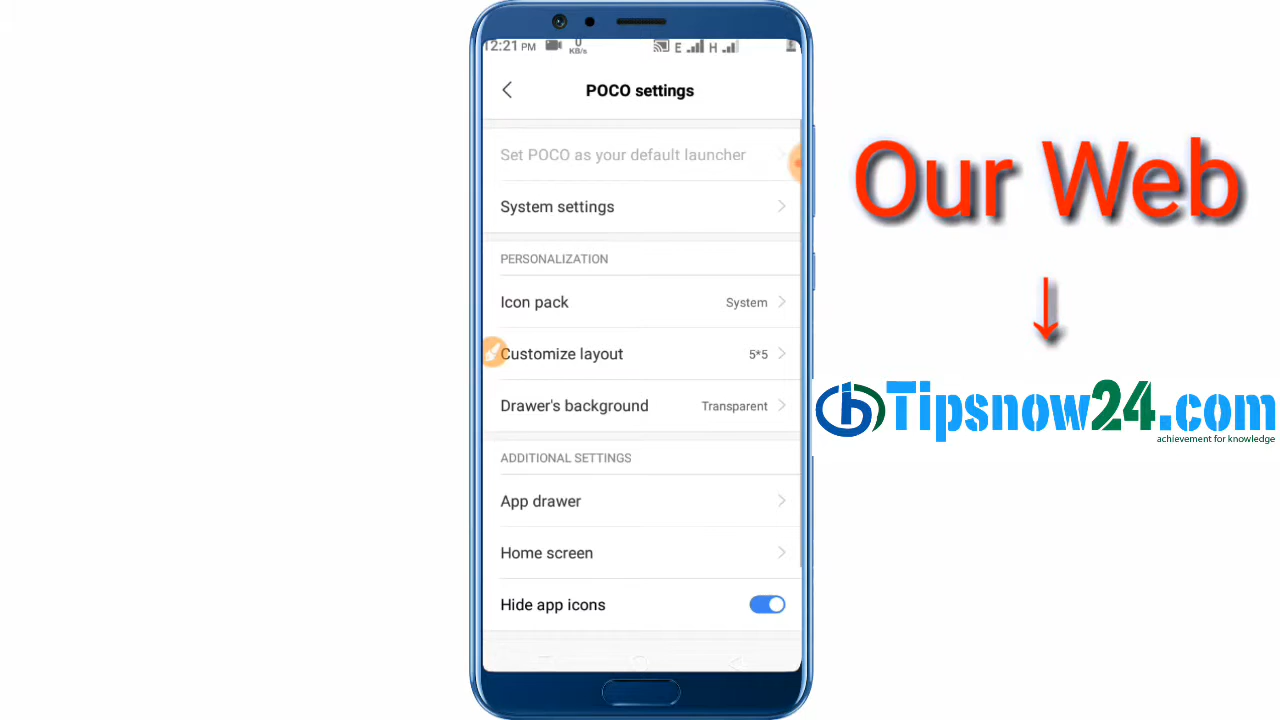 12:21 PM 0 KB/s E H
POCO settings
Set POCO as your default launcher
System settings
PERSONALIZATION
Icon pack System
Customize layout 5*5
Drawer's background Transparent
ADDITIONAL SETTINGS
App drawer
Home screen
Hide app icons
Our Web
↓
Tipsnow24.com
achievement for knowledge